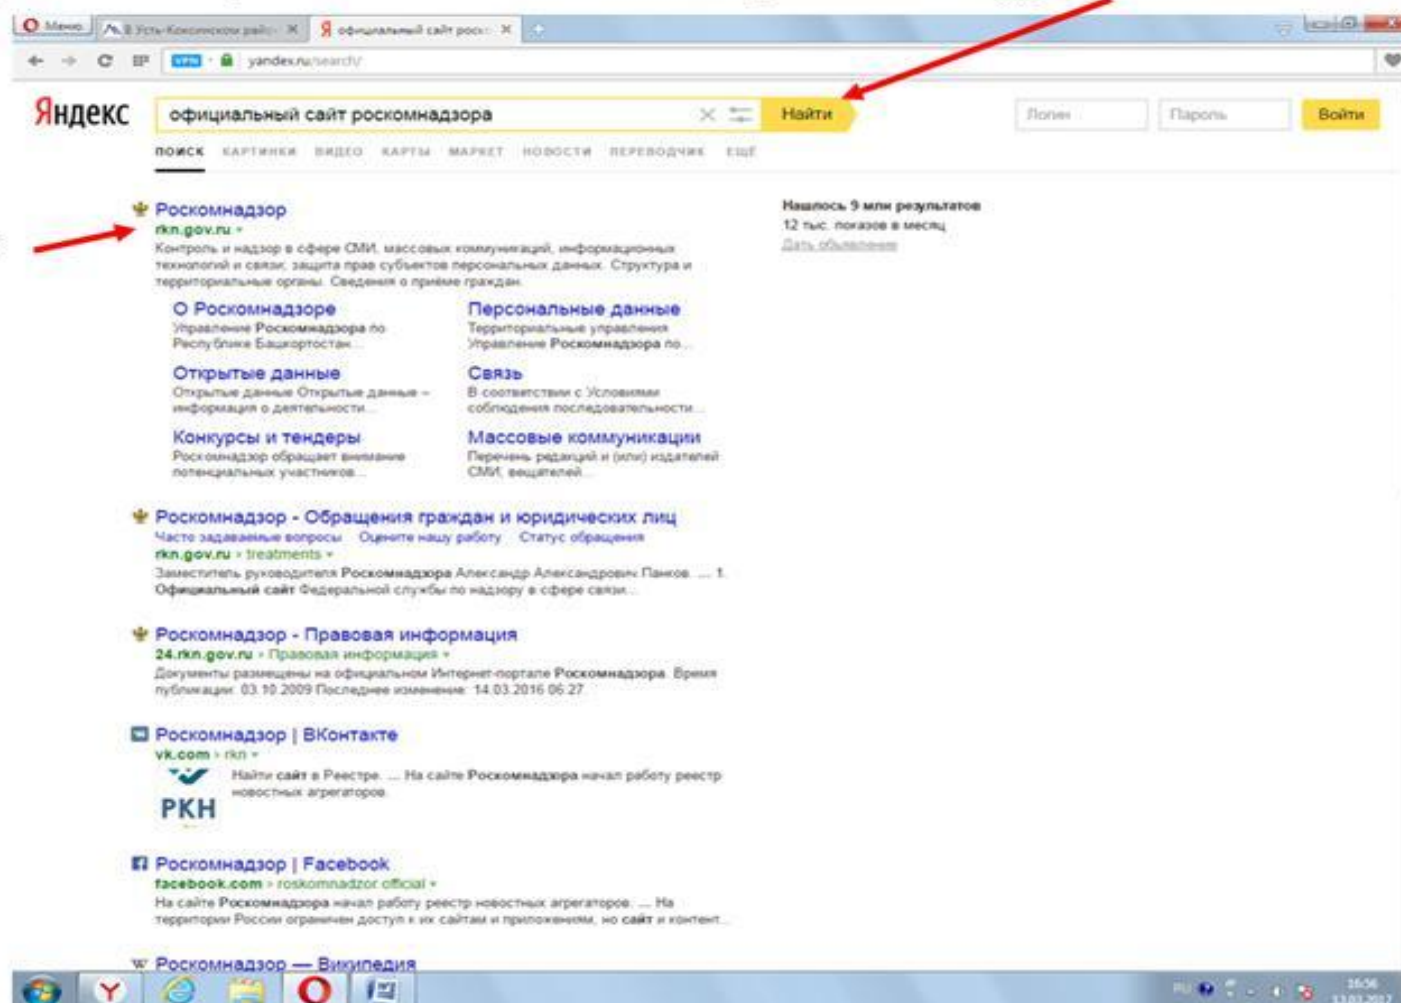 Меню
В Усть-Коксинском райо
официальный сайт роск
VPN
yandex.ru/search/
Яндекс
официальный сайт роскомнадзора
Найти
Логин
Пароль
Войти
ПОИСК КАРТИНКИ ВИДЕО КАРТЫ МАРКЕТ НОВОСТИ ПЕРЕВОДЧИК ЕЩЁ
Роскомнадзор
rkn.gov.ru
Контроль и надзор в сфере СМИ, массовых коммуникаций, информационных
технологий и связи, защита прав субъектов персональных данных. Структура и
территориальные органы. Сведения о приёме граждан.
Нашлось 9 млн результатов
12 тыс. показов в месяц
Дать объявление
О Роскомнадзоре
Управление Роскомнадзора по
Республике Башкортостан...
Персональные данные
Территориальные управления
Управление Роскомнадзора по...
Открытые данные
Открытые данные Открытые данные –
информация о деятельности...
Связь
В соответствии с Условиями
соблюдения последовательности...
Конкурсы и тендеры
Роскомнадзор обращает внимание
потенциальных участников...
Массовые коммуникации
Перечень редакций и (или) издателей
СМИ, вещателей...
Роскомнадзор - Обращения граждан и юридических лиц
Часто задаваемые вопросы Оцените нашу работу Статус обращения
rkn.gov.ru › treatments
Заместитель руководителя Роскомнадзора Александр Александрович Панков. ... 1.
Официальный сайт Федеральной службы по надзору в сфере связи...
Роскомнадзор - Правовая информация
24.rkn.gov.ru › Правовая информация
Документы размещены на официальном Интернет-портале Роскомнадзора. Время
публикации: 03.10.2009 Последнее изменение: 14.03.2016 06:27.
Роскомнадзор | ВКонтакте
vk.com › rkn
Найти сайт в Реестре. ... На сайте Роскомнадзора начал работу реестр
новостных агрегаторов.
РКН
Роскомнадзор | Facebook
facebook.com › roskomnadzor.official
На сайте Роскомнадзора начал работу реестр новостных агрегаторов. ... На
территории России ограничен доступ к их сайтам и приложениям, но сайт и контент...
Роскомнадзор — Википедия
RU
16:56
13.03.2017